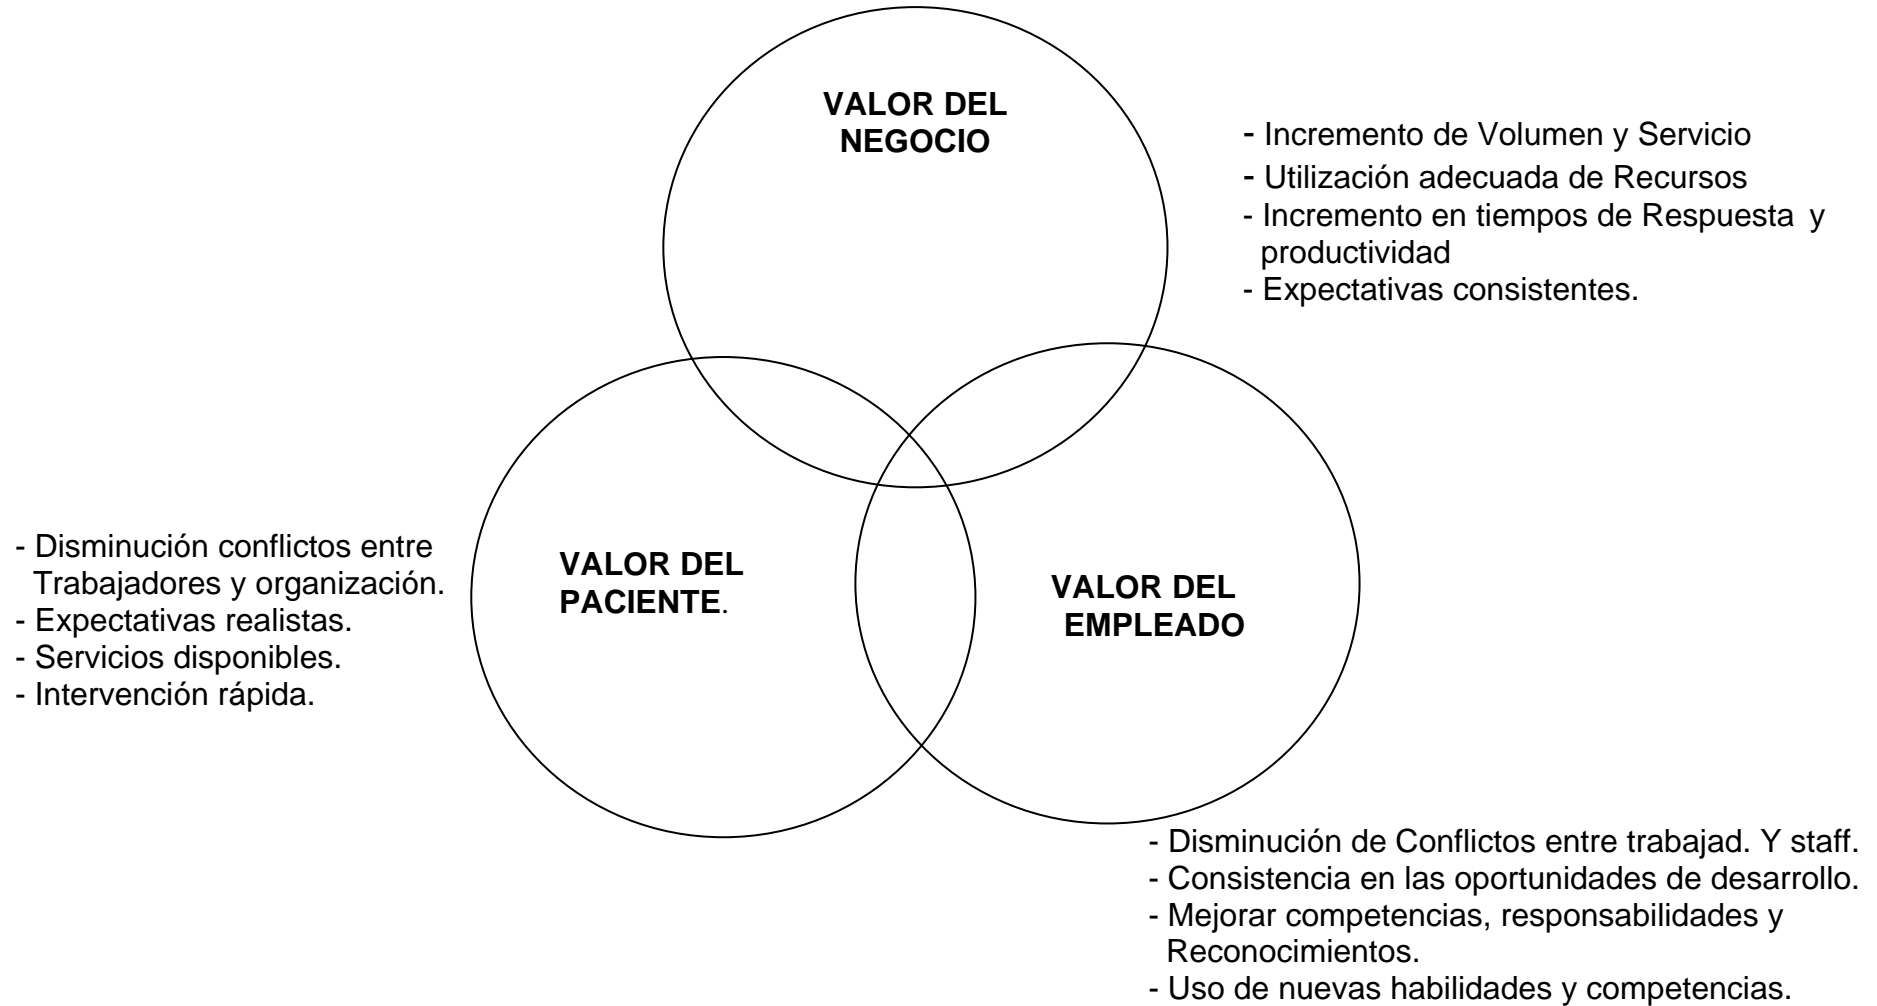 VALOR DEL
NEGOCIO
- Incremento de Volumen y Servicio
- Utilización adecuada de Recursos
- Incremento en tiempos de Respuesta y
productividad
- Expectativas consistentes.
- Disminución conflictos entre
Trabajadores y organización.
- Expectativas realistas.
- Servicios disponibles.
- Intervención rápida.
VALOR DEL
PACIENTE.
VALOR DEL
EMPLEADO
- Disminución de Conflictos entre trabajad. Y staff.
- Consistencia en las oportunidades de desarrollo.
- Mejorar competencias, responsabilidades y
Reconocimientos.
- Uso de nuevas habilidades y competencias.